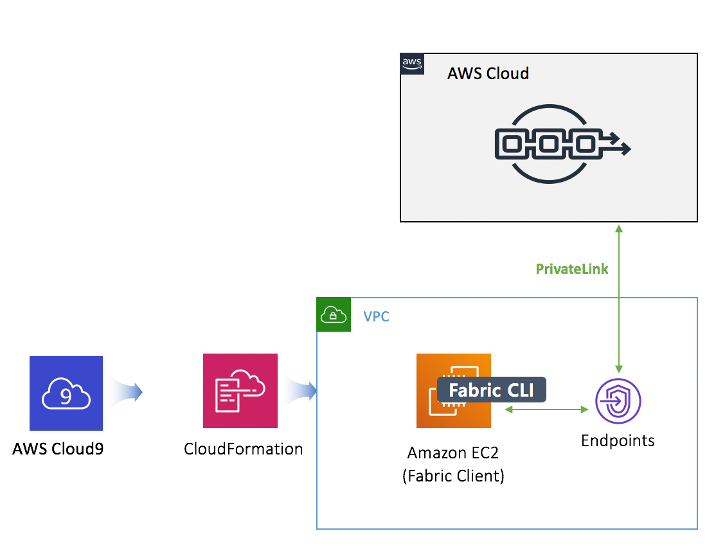 aws
AWS Cloud
PrivateLink
VPC
9
Fabric CLI
AWS Cloud9
CloudFormation
Amazon EC2
(Fabric Client)
Endpoints